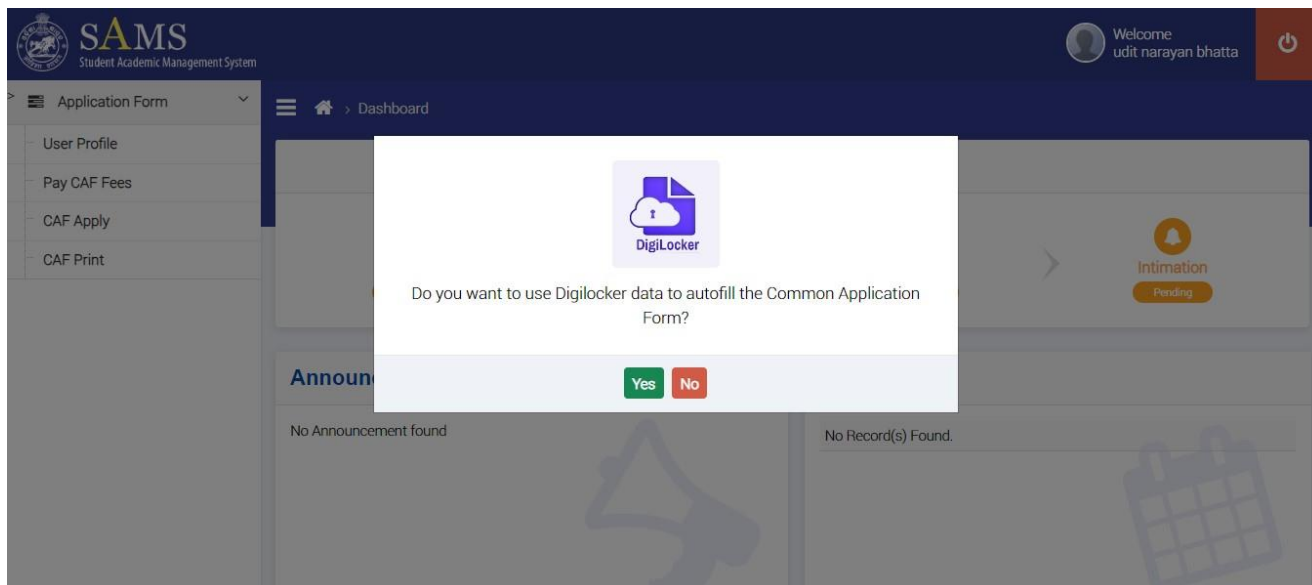 SAMS
Student Academic Management System
Welcome
udit narayan bhatta
> Application Form
> Dashboard
User Profile
Pay CAF Fees
CAF Apply
CAF Print
DigiLocker
Do you want to use Digilocker data to autofill the Common Application
Form?
Yes No
Intimation
Pending
Announ
No Announcement found
No Record(s) Found.